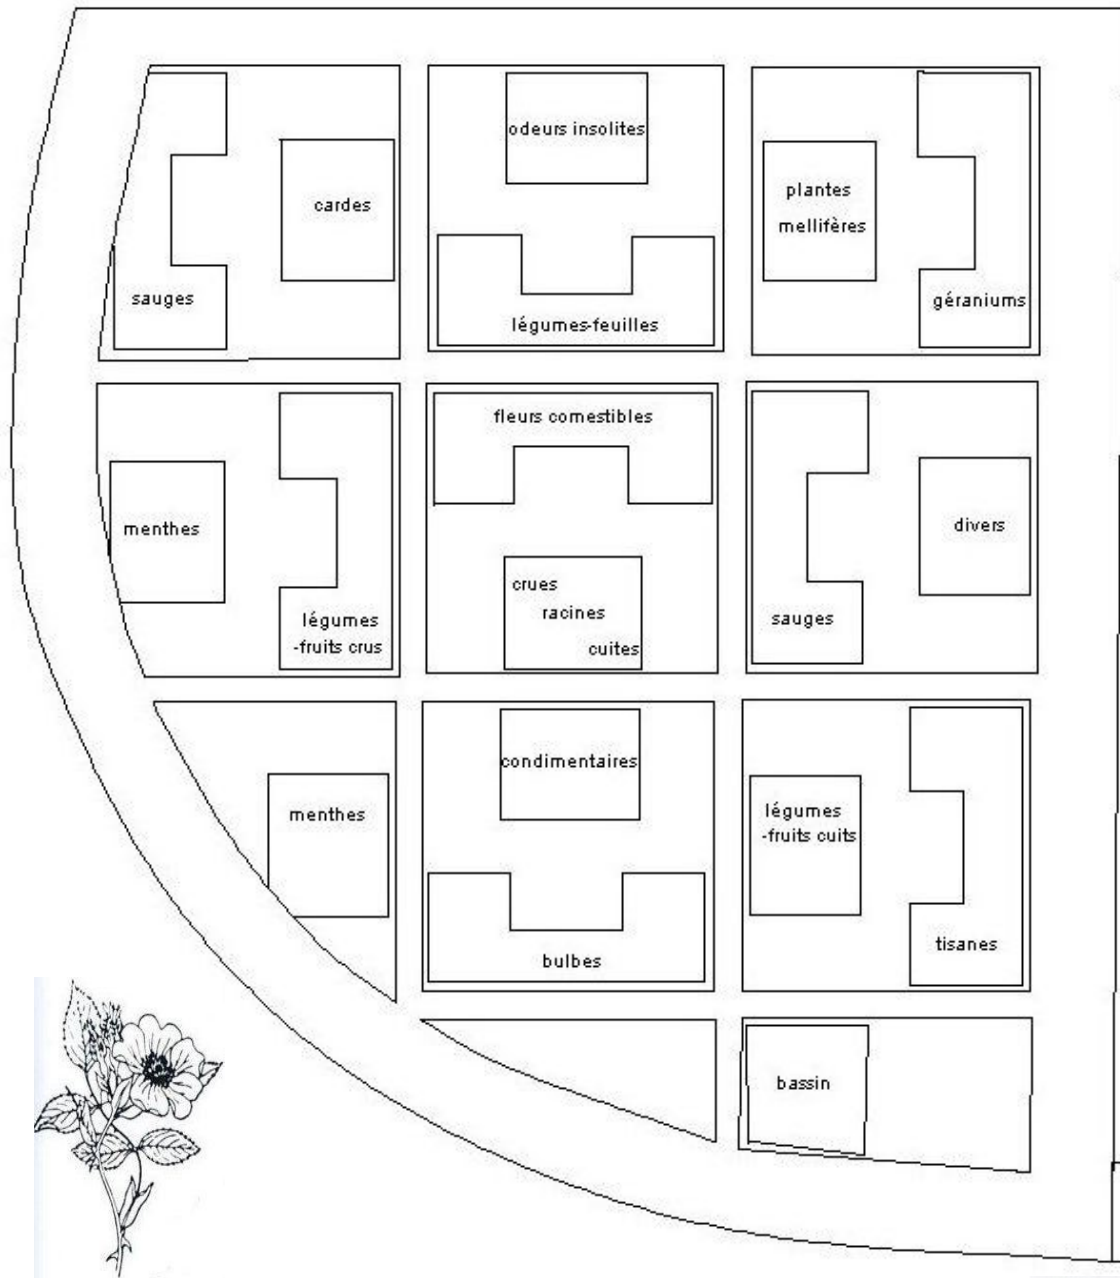 odeurs insolites
plantes
mellifères
cardes
sauges
légumes-feuilles
géraniums
fleurs comestibles
menthes
divers
crues
racines
cuites
légumes
-fruits crus
sauges
condimentaires
menthes
légumes
-fruits cuits
bulbes
tisanes
bassin